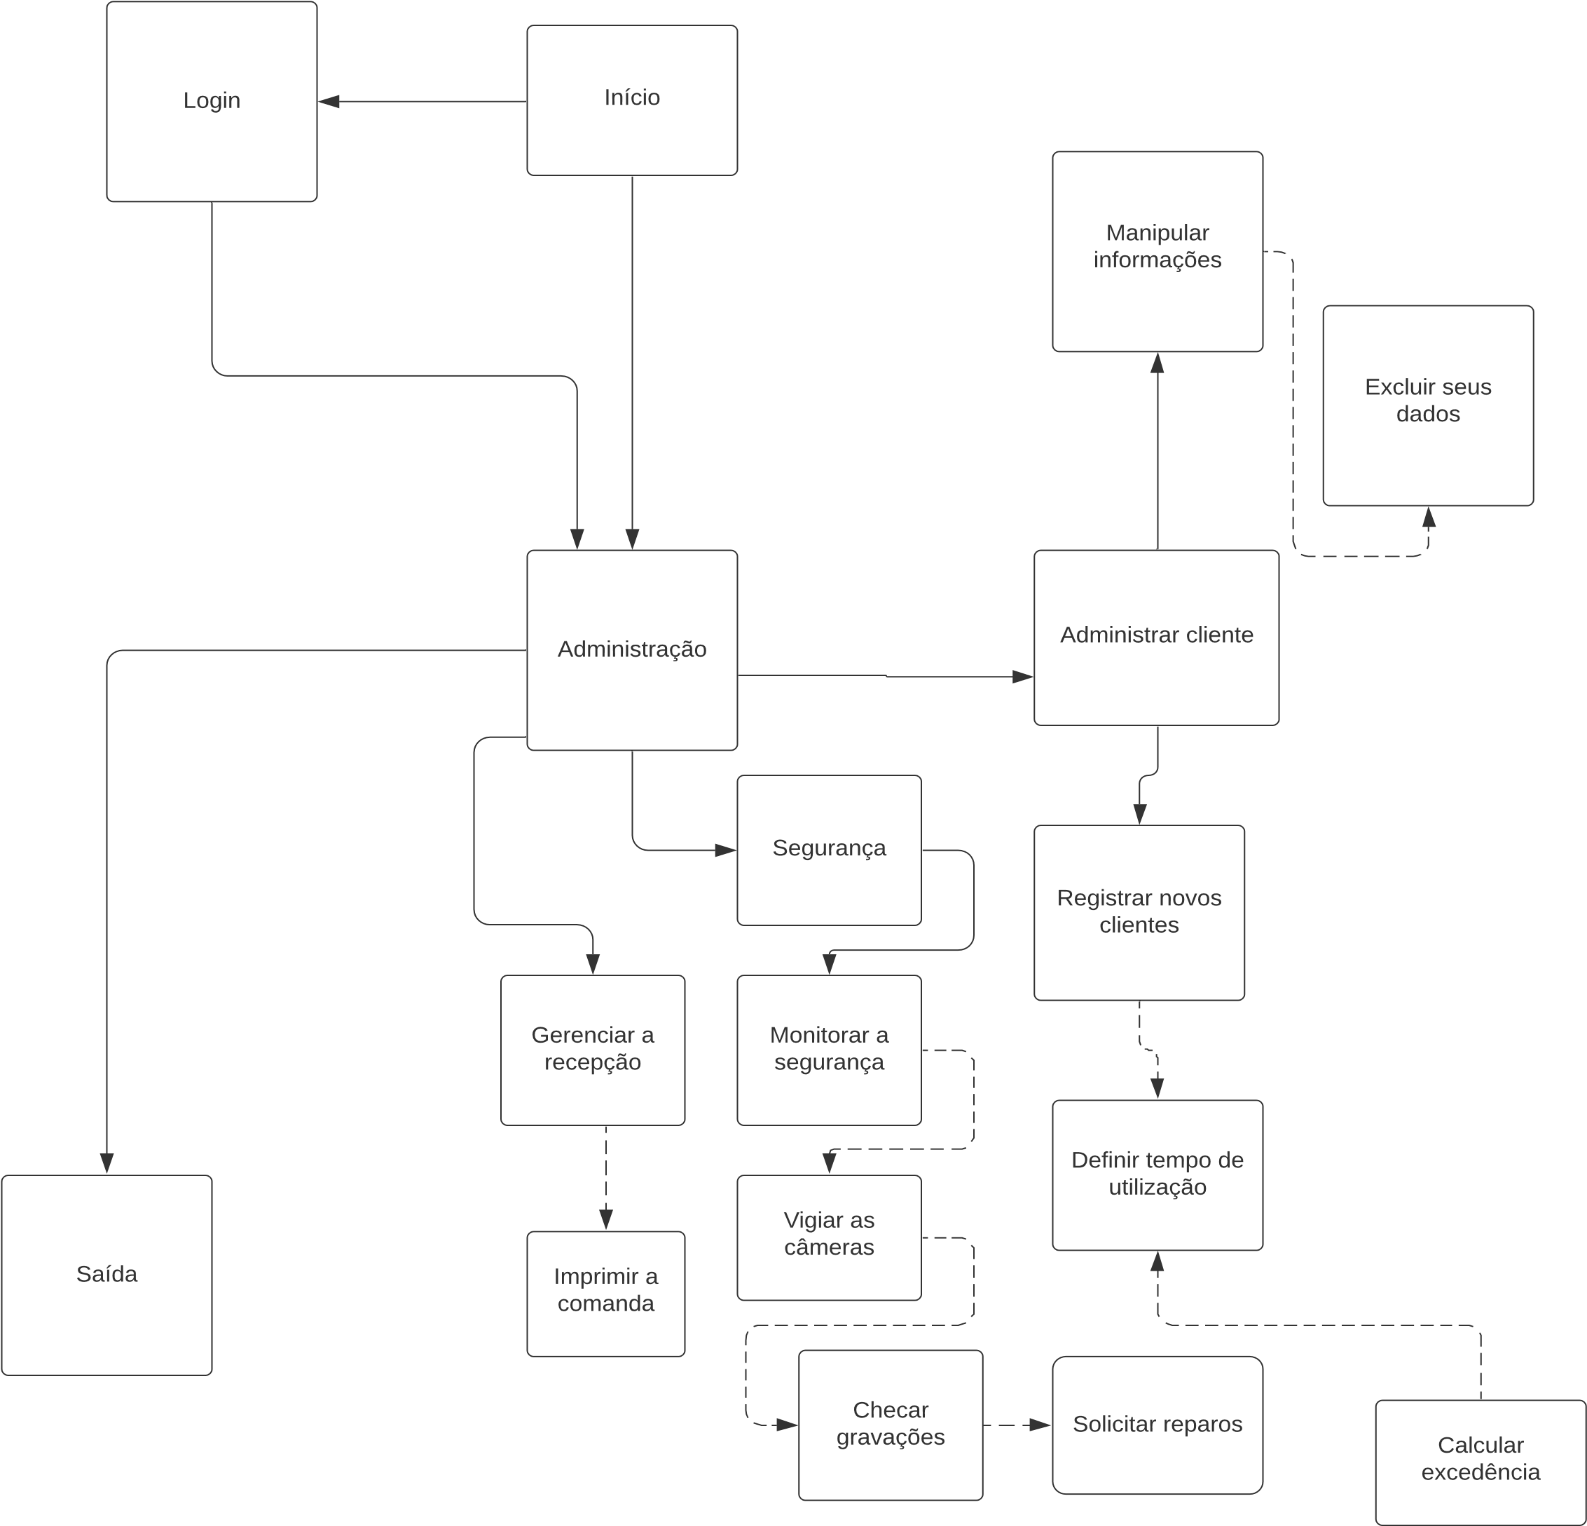 Login
Início
Manipular
informações
Excluir seus
dados
Administração
Administrar cliente
Segurança
Registrar novos
clientes
Gerenciar a
recepção
Monitorar a
segurança
Definir tempo de
utilização
Saída
Imprimir a
comanda
Vigiar as
câmeras
Checar
gravações
Solicitar reparos
Calcular
excedência